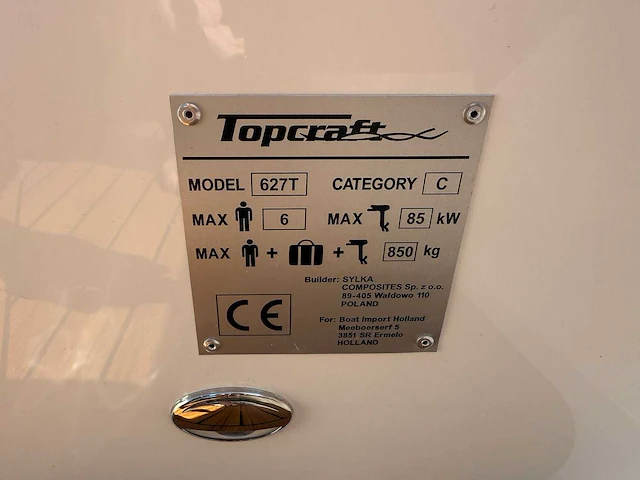 Topcraft
MODEL 627T CATEGORY C
MAX 6 MAX 85 kW
MAX + + 850 kg
Builder: SYLKA
COMPOSITES Sp. z o.o.
89-405 Wałdowo 110
POLAND
CE
For: Boat Import Holland
Meeboerserf 5
3851 SR Ermelo
HOLLAND